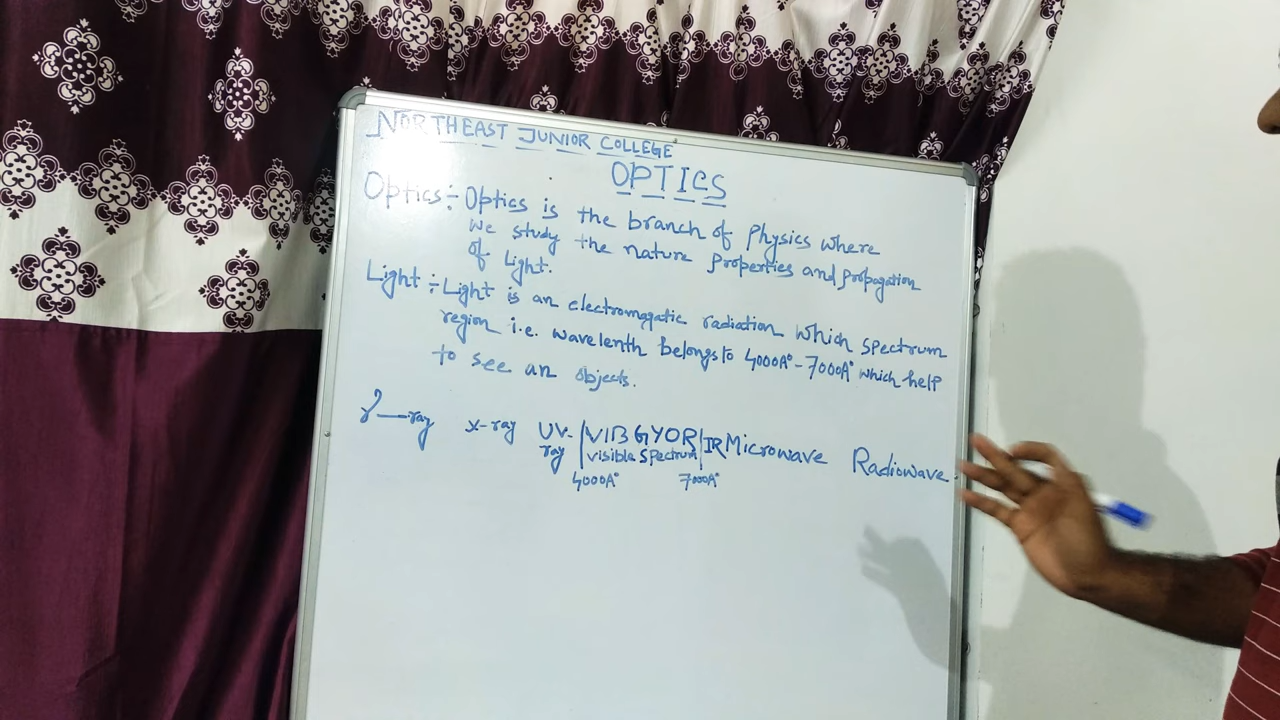 NORTHEAST JUNIOR COLLEGE
OPTICS
Optics÷ Optics is the branch of Physics where
We study the nature properties and propagation
of Light.
Light÷ Light is an electromagatic radiation which spectrum
region i.e. wavelenth belongs to 4000A°-7000A° which help
to see an objects.
γ—ray x-ray UV-ray |VIBGYOR| IR Microwave Radiowave
visible spectrum
4000A° 7000A°